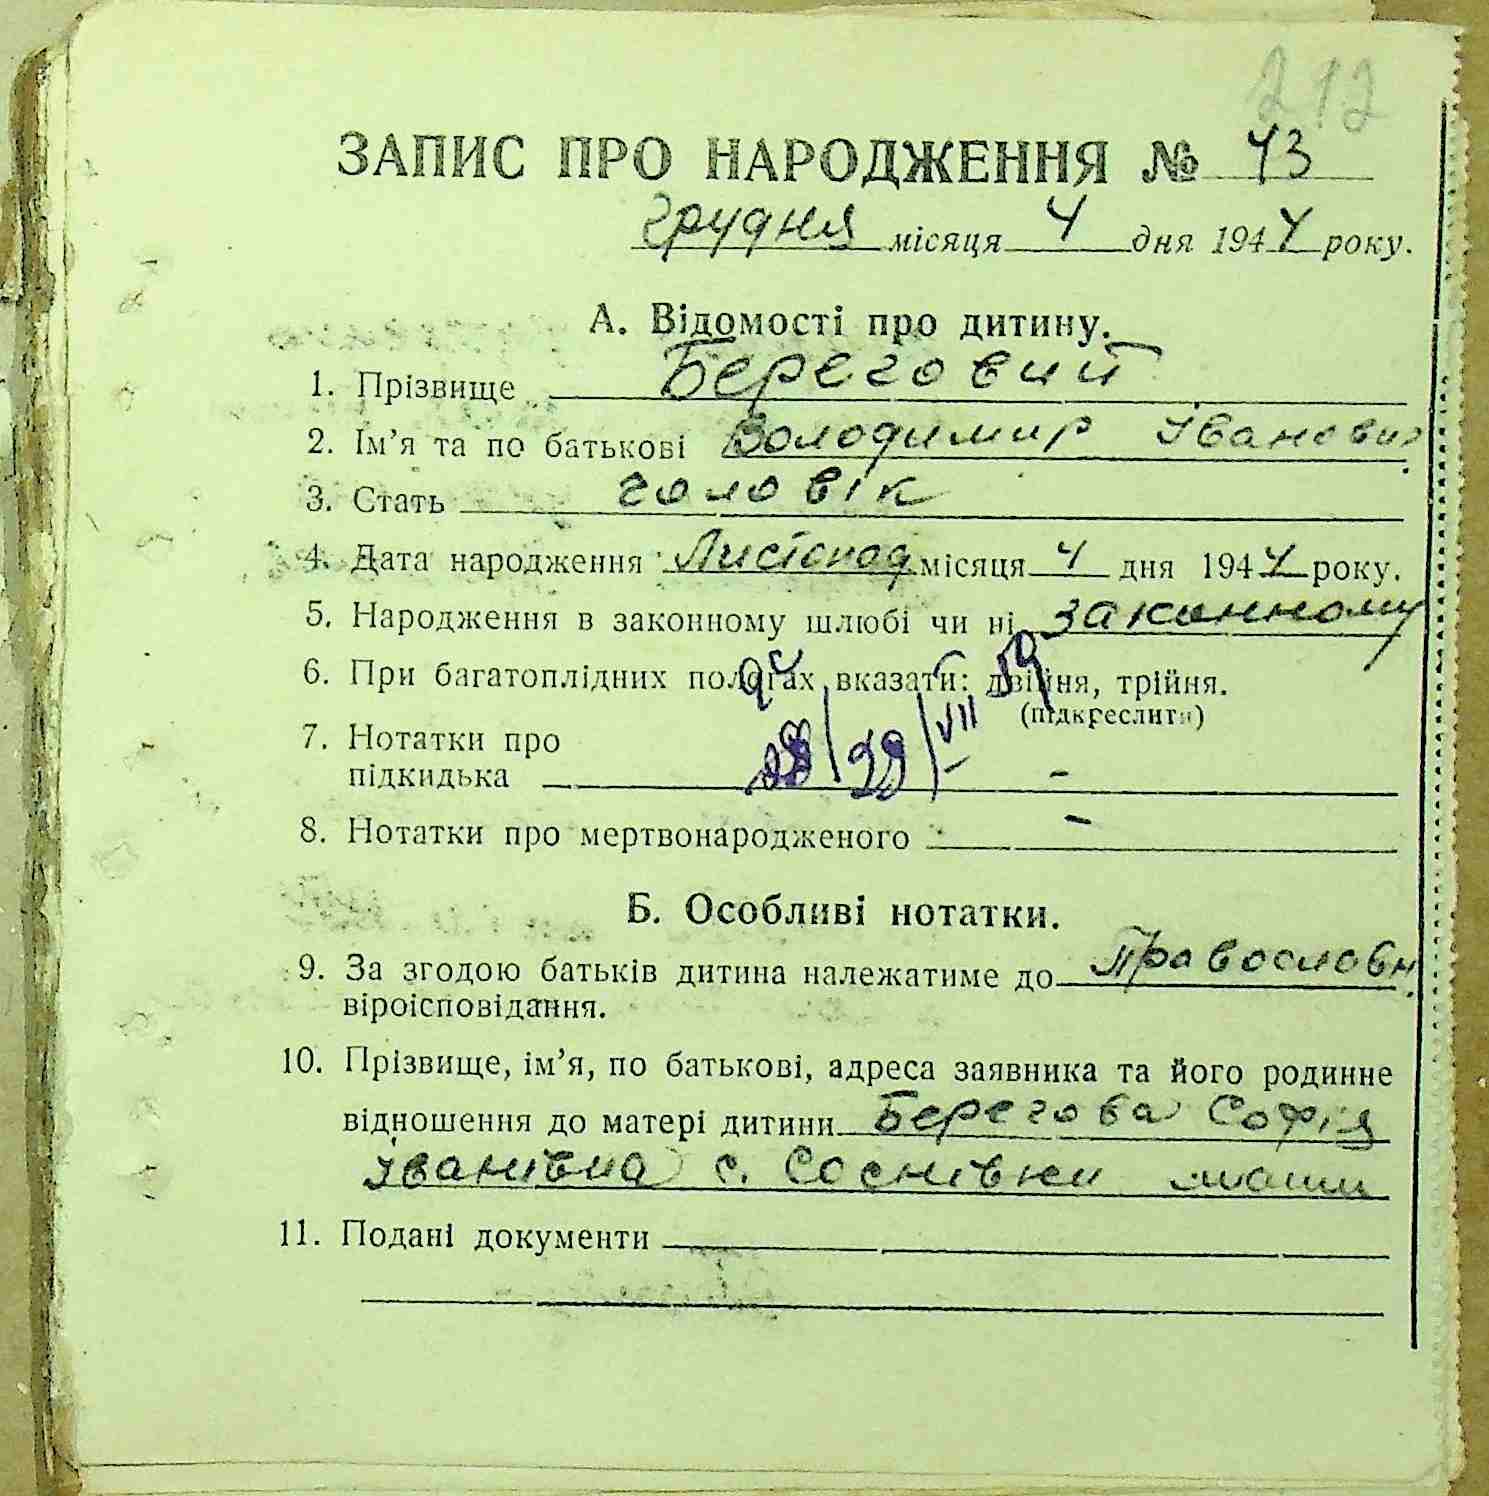 212
ЗАПИС ПРО НАРОДЖЕННЯ № 43
грудня місяця 4 дня 1944 року.
А. Відомості про дитину.
1. Прізвище Береговий
2. Ім’я та по батькові Володимир Іванович
3. Стать чоловік
4. Дата народження Листопад місяця 4 дня 1944 року.
5. Народження в законному шлюбі чи ні законному
6. При багатоплідних пологах вказати: двійня, трійня.
(підкреслити)
7. Нотатки про
підкидька –
8. Нотатки про мертвонародженого –
Б. Особливі нотатки.
9. За згодою батьків дитина належатиме до Православн.
віроісповідання.
10. Прізвище, ім’я, по батькові, адреса заявника та його родинне
відношення до матері дитини Берегова Софія
Іванівна с. Соснівки мати
11. Подані документи